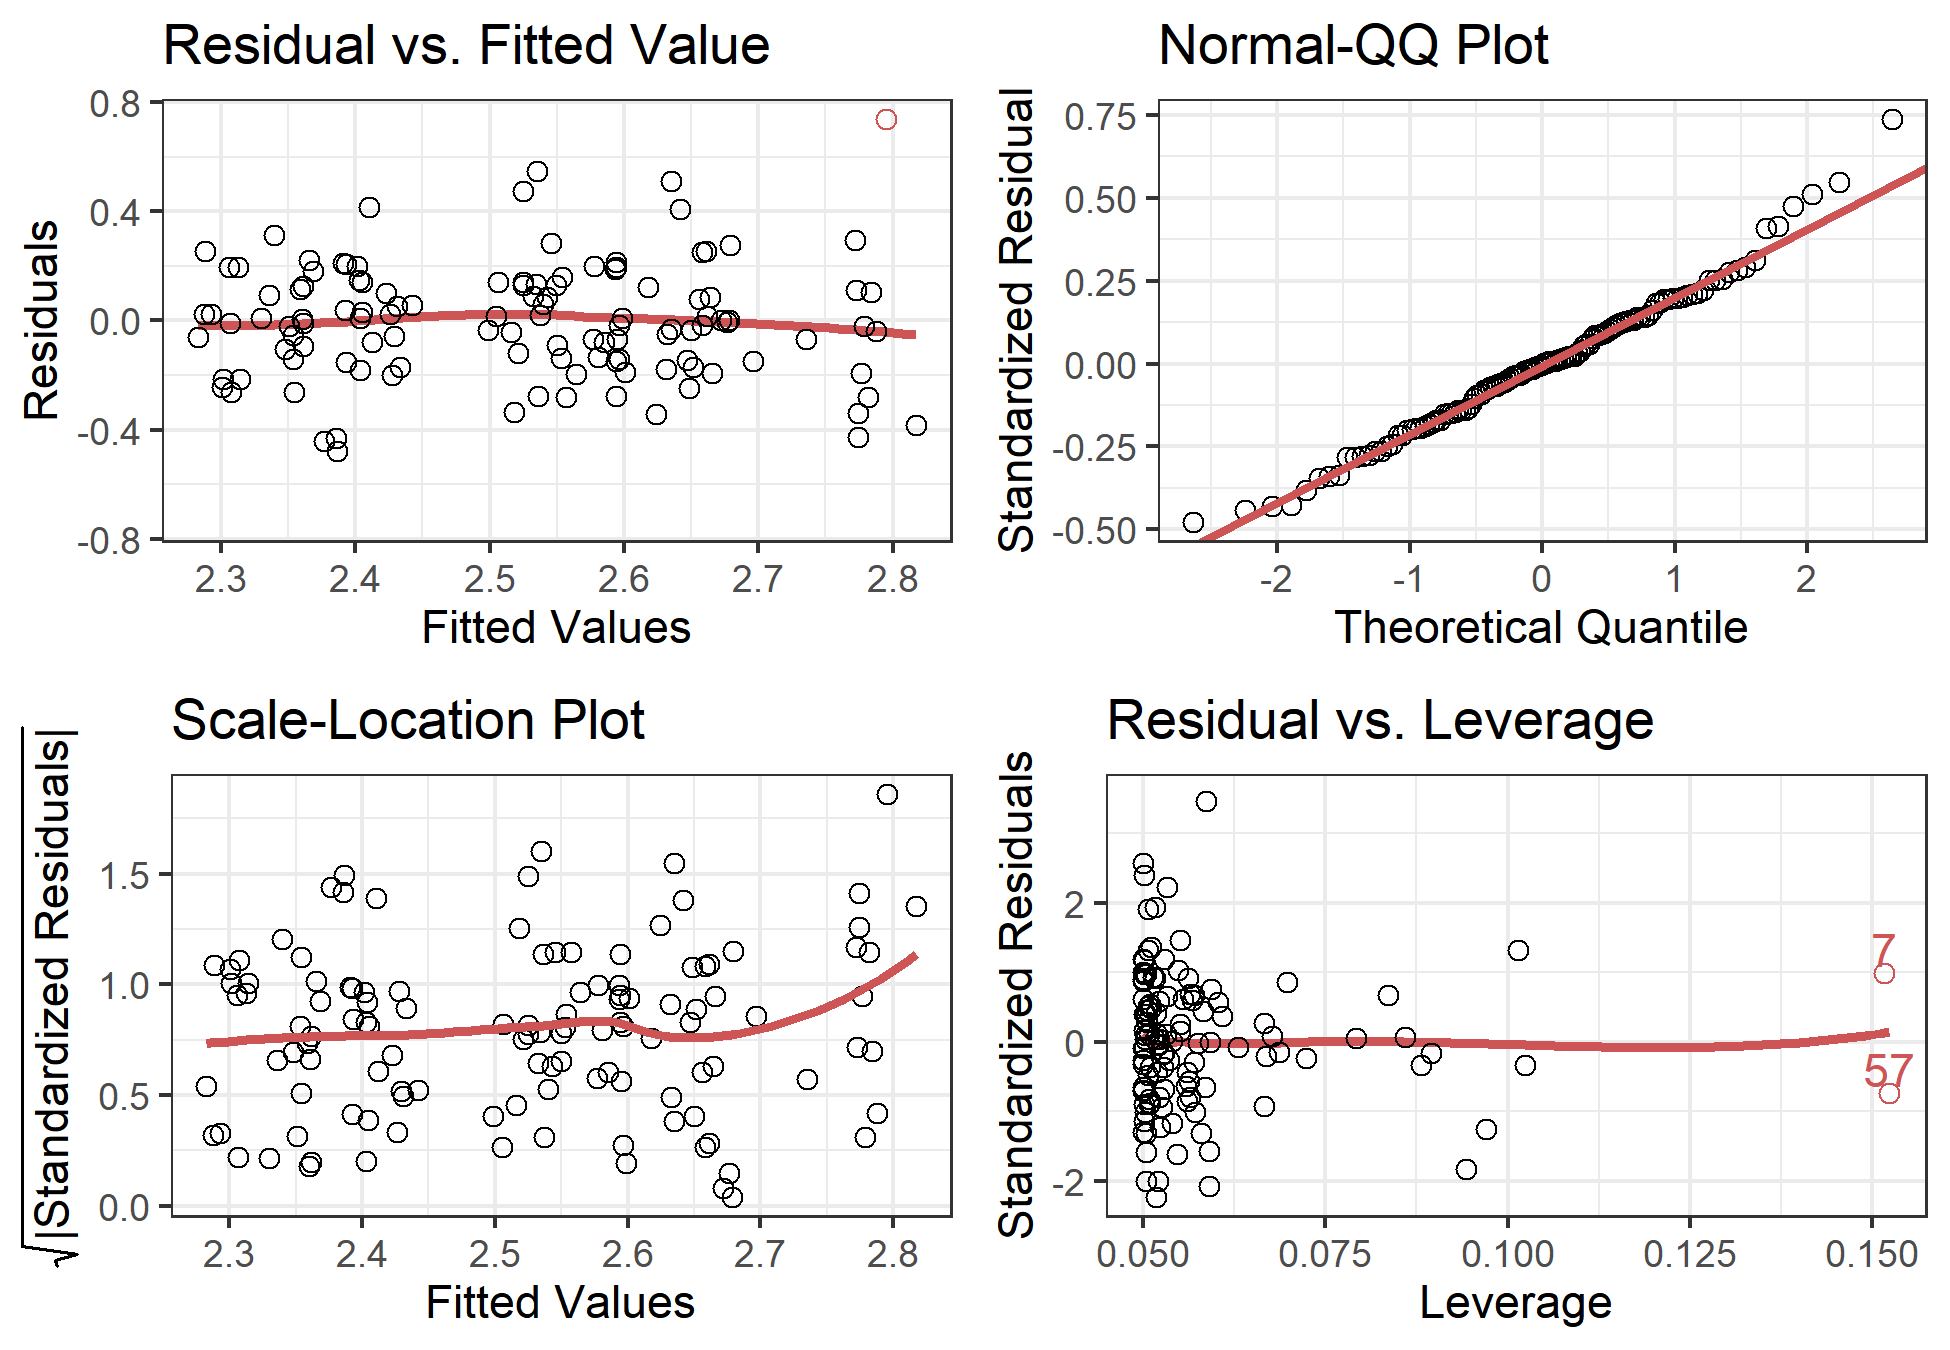 Residual vs. Fitted Value
Residuals
0.8
0.4
0.0
-0.4
-0.8
2.3 2.4 2.5 2.6 2.7 2.8
Fitted Values
Normal-QQ Plot
Standardized Residual
0.75
0.50
0.25
0.00
-0.25
-0.50
-2 -1 0 1 2
Theoretical Quantile
Scale-Location Plot
√|Standardized Residuals|
1.5
1.0
0.5
0.0
2.3 2.4 2.5 2.6 2.7 2.8
Fitted Values
Residual vs. Leverage
Standardized Residuals
2
0
-2
7
57
0.050 0.075 0.100 0.125 0.150
Leverage